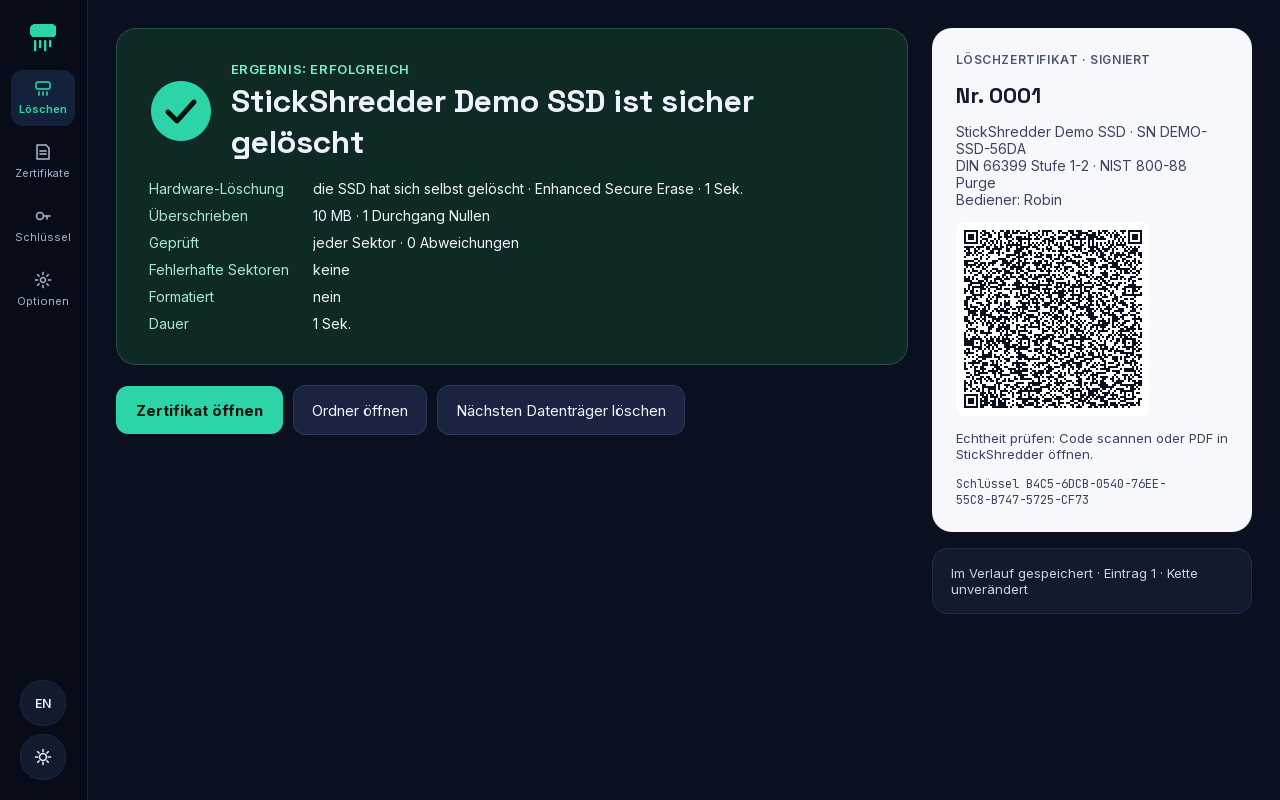 Löschen
Zertifikate
Schlüssel
Optionen
EN
ERGEBNIS: ERFOLGREICH
StickShredder Demo SSD ist sicher
gelöscht
Hardware-Löschung die SSD hat sich selbst gelöscht · Enhanced Secure Erase · 1 Sek.
Überschrieben 10 MB · 1 Durchgang Nullen
Geprüft jeder Sektor · 0 Abweichungen
Fehlerhafte Sektoren keine
Formatiert nein
Dauer 1 Sek.
Zertifikat öffnen
Ordner öffnen
Nächsten Datenträger löschen
LÖSCHZERTIFIKAT · SIGNIERT
Nr. 0001
StickShredder Demo SSD · SN DEMO-
SSD-56DA
DIN 66399 Stufe 1-2 · NIST 800-88
Purge
Bediener: Robin
Echtheit prüfen: Code scannen oder PDF in
StickShredder öffnen.
Schlüssel B4C5-6DCB-0540-76EE-
55C8-B747-5725-CF73
Im Verlauf gespeichert · Eintrag 1 · Kette
unverändert